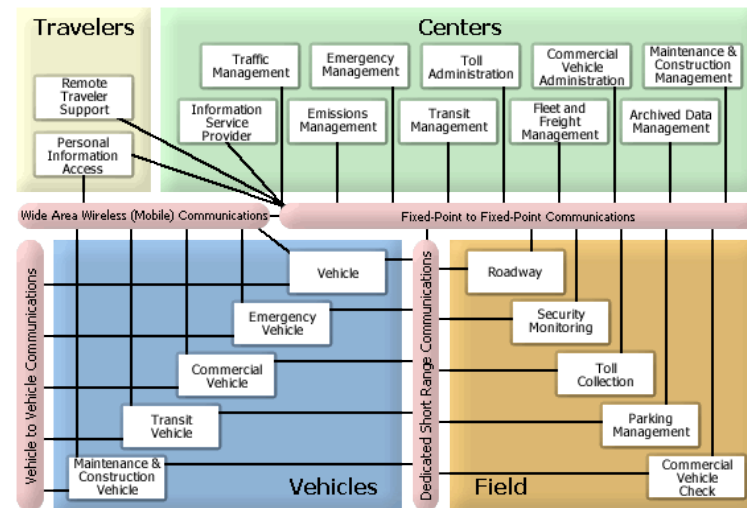 Travelers
Centers
Remote
Traveler
Support
Personal
Information
Access
Traffic
Management
Emergency
Management
Toll
Administration
Commercial
Vehicle
Administration
Maintenance &
Construction
Management
Information
Service
Provider
Emissions
Management
Transit
Management
Fleet and
Freight
Management
Archived Data
Management
Wide Area Wireless (Mobile) Communications
Fixed-Point to Fixed-Point Communications
Vehicle to Vehicle Communications
Vehicle
Emergency
Vehicle
Commercial
Vehicle
Transit
Vehicle
Maintenance &
Construction
Vehicle
Vehicles
Dedicated Short Range Communications
Roadway
Security
Monitoring
Toll
Collection
Parking
Management
Commercial
Vehicle
Check
Field